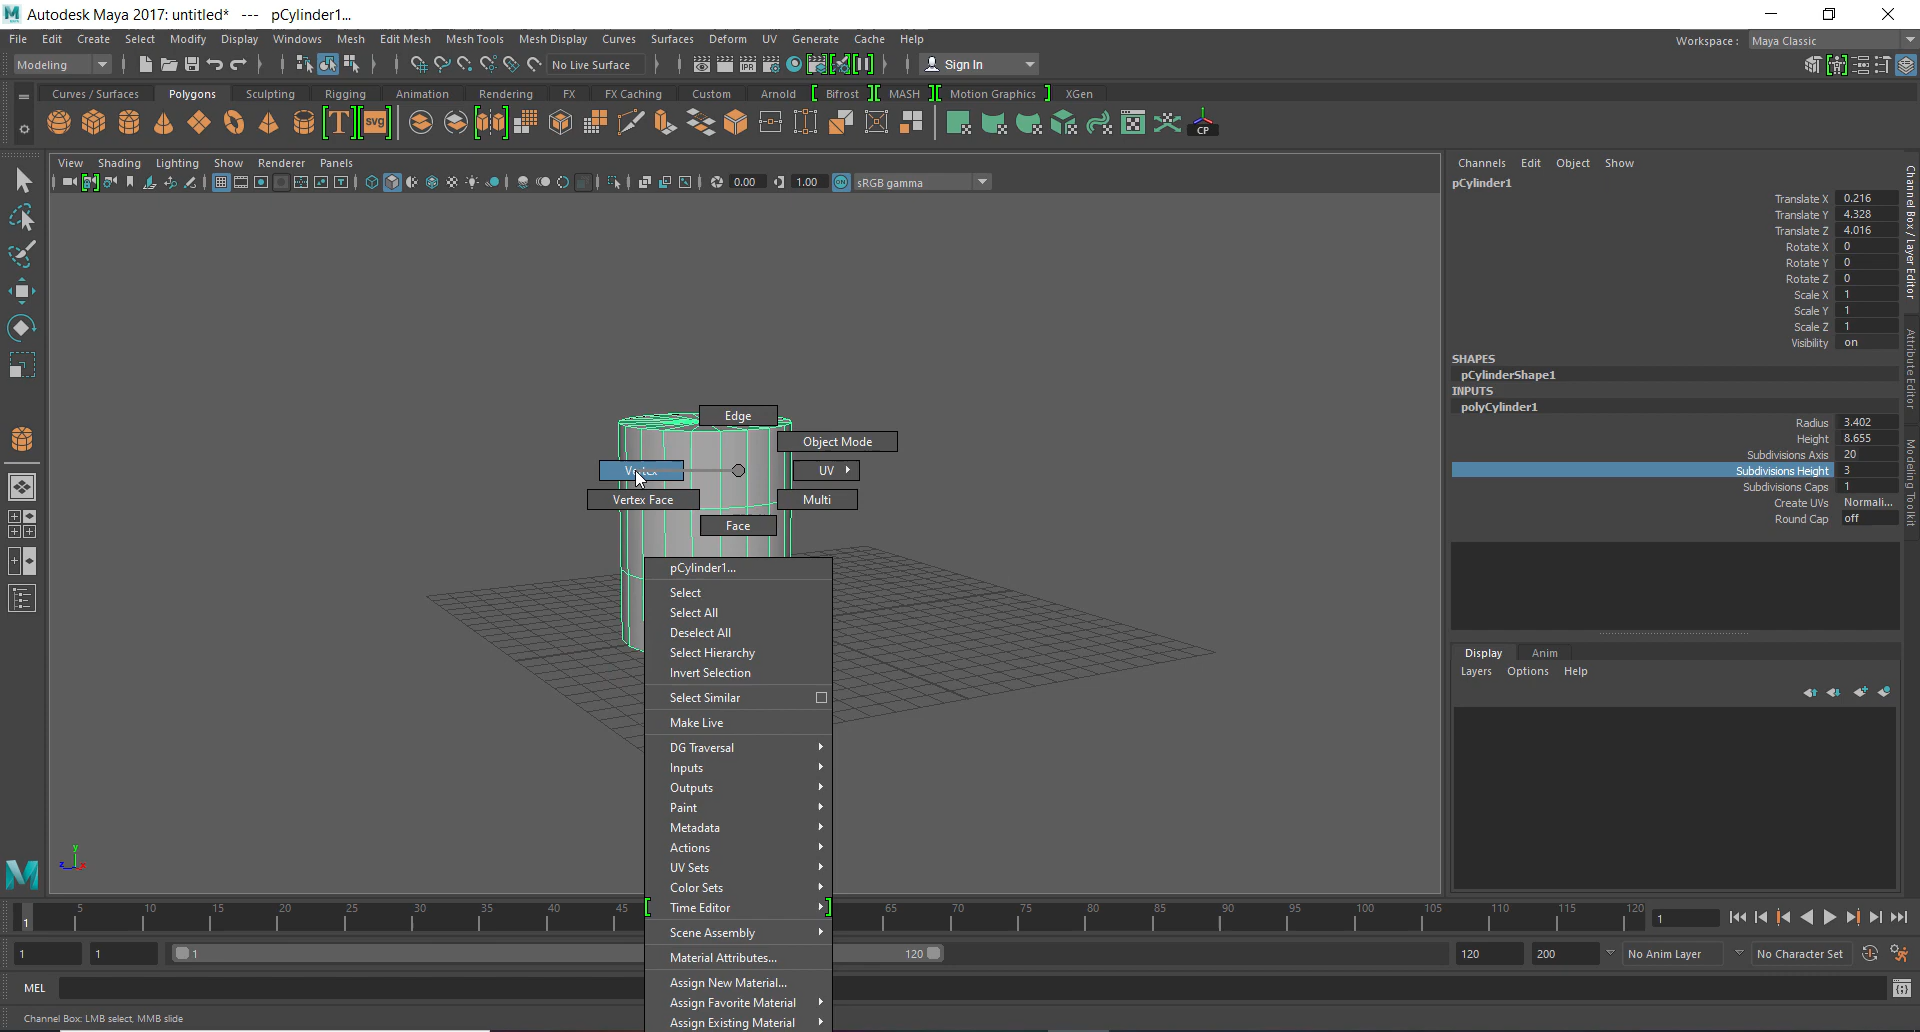 Autodesk Maya 2017: untitled* --- pCylinder1...
File Edit Create Select Modify Display Windows Mesh Edit Mesh Mesh Tools Mesh Display Curves Surfaces Deform UV Generate Cache Help
Workspace : Maya Classic
Modeling No Live Surface Sign In
Curves / Surfaces Polygons Sculpting Rigging Animation Rendering FX FX Caching Custom Arnold Bifrost MASH Motion Graphics XGen
T SVG CP
View Shading Lighting Show Renderer Panels
0.00 1.00 ON sRGB gamma
Edge
Object Mode
UV
Vertex Face
Multi
Face
pCylinder1...
Select
Select All
Deselect All
Select Hierarchy
Invert Selection
Select Similar
Make Live
DG Traversal
Inputs
Outputs
Paint
Metadata
Actions
UV Sets
Color Sets
Time Editor
Scene Assembly
Material Attributes...
Assign New Material...
Assign Favorite Material
Assign Existing Material
y
z x
Channels Edit Object Show
pCylinder1
Translate X 0.216
Translate Y 4.328
Translate Z 4.016
Rotate X 0
Rotate Y 0
Rotate Z 0
Scale X 1
Scale Y 1
Scale Z 1
Visibility on
SHAPES
pCylinderShape1
INPUTS
polyCylinder1
Radius 3.402
Height 8.655
Subdivisions Axis 20
Subdivisions Height 3
Subdivisions Caps 1
Create UVs Normali...
Round Cap off
Display Anim
Layers Options Help
Channel Box / Layer Editor
Attribute Editor
Modeling Toolkit
1 5 10 15 20 25 30 35 40 45 65 70 75 80 85 90 95 100 105 110 115 120 1
1 1 1 120 120 200 No Anim Layer No Character Set
MEL
Channel Box: LMB select, MMB slide